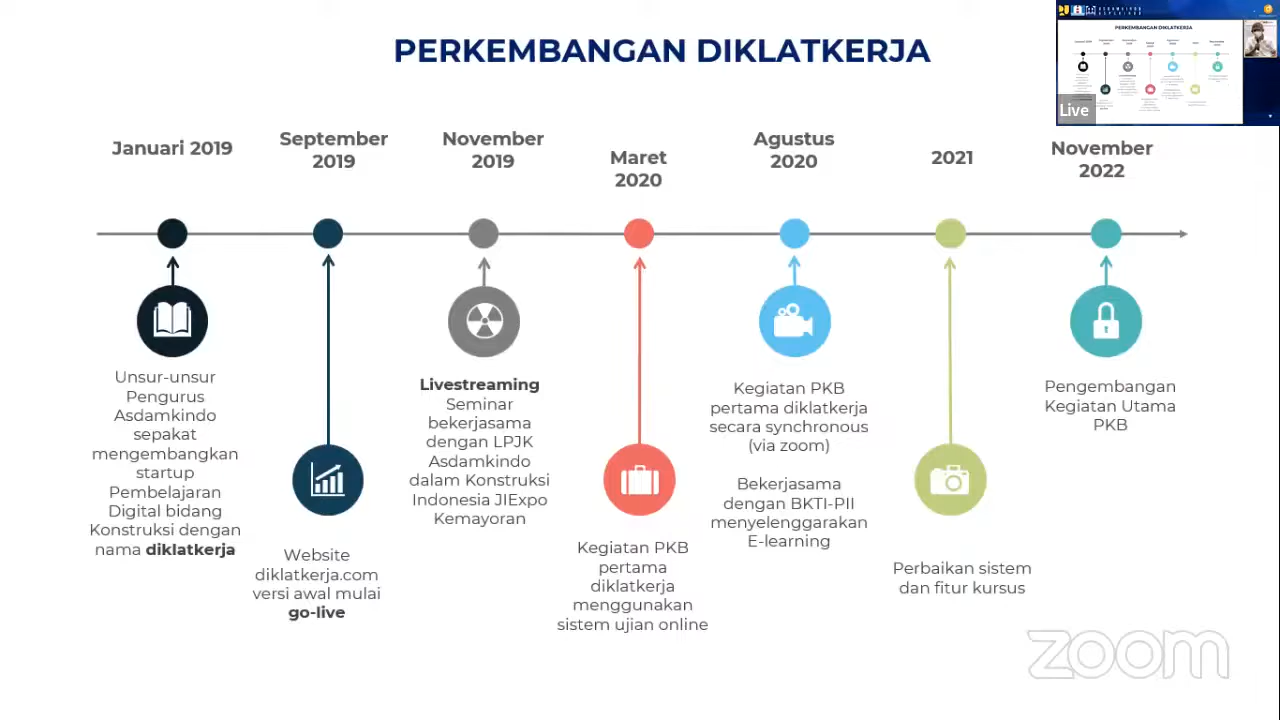 PERKEMBANGAN DIKLATKERJA
Januari 2019
September
2019
November
2019
Maret
2020
Agustus
2020
2021
November
2022
Unsur-unsur
Pengurus
Asdamkindo
sepakat
mengembangkan
startup
Pembelajaran
Digital bidang
Konstruksi dengan
nama diklatkerja
Website
diklatkerja.com
versi awal mulai
go-live
Livestreaming
Seminar
bekerjasama
dengan LPJK
Asdamkindo
dalam Konstruksi
Indonesia JIExpo
Kemayoran
Kegiatan PKB
pertama
diklatkerja
menggunakan
sistem ujian online
Kegiatan PKB
pertama diklatkerja
secara synchronous
(via zoom)
Bekerjasama
dengan BKTI-PII
menyelenggarakan
E-learning
Perbaikan sistem
dan fitur kursus
Pengembangan
Kegiatan Utama
PKB
PERKEMBANGAN DIKLATKERJA
Live
zoom